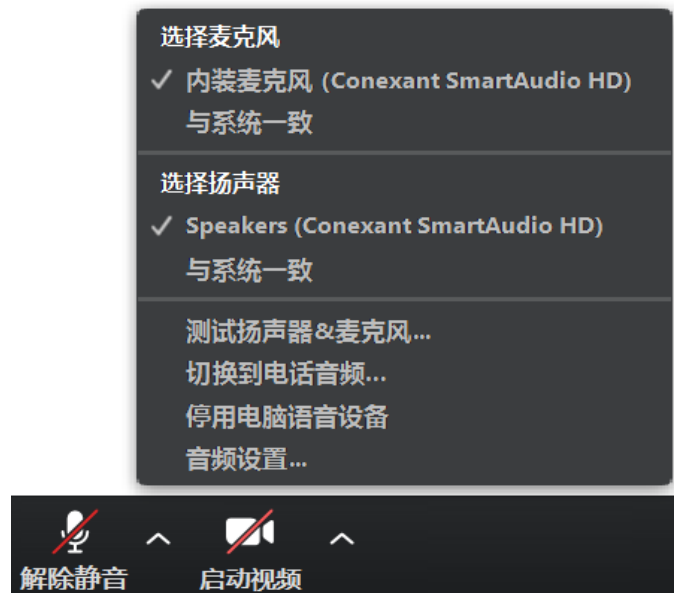 选择麦克风
内装麦克风 (Conexant SmartAudio HD)
与系统一致
选择扬声器
Speakers (Conexant SmartAudio HD)
与系统一致
测试扬声器&麦克风...
切换到电话音频...
停用电脑语音设备
音频设置...
解除静音
启动视频